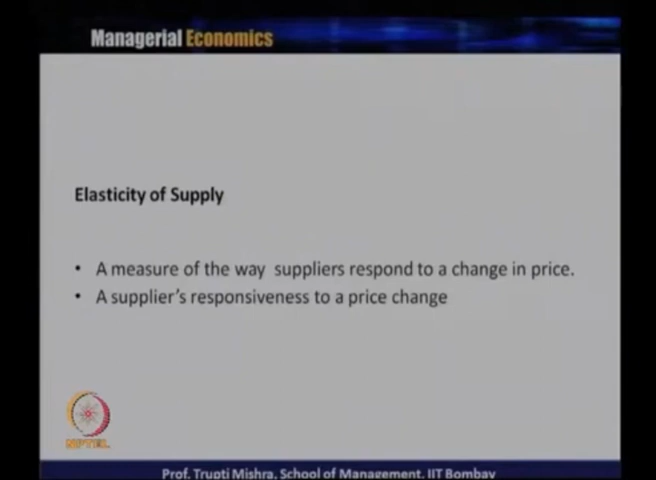 Managerial Economics
Elasticity of Supply
• A measure of the way suppliers respond to a change in price.
• A supplier's responsiveness to a price change
NPTEL
Prof. Trupti Mishra, School of Management, IIT Bombay